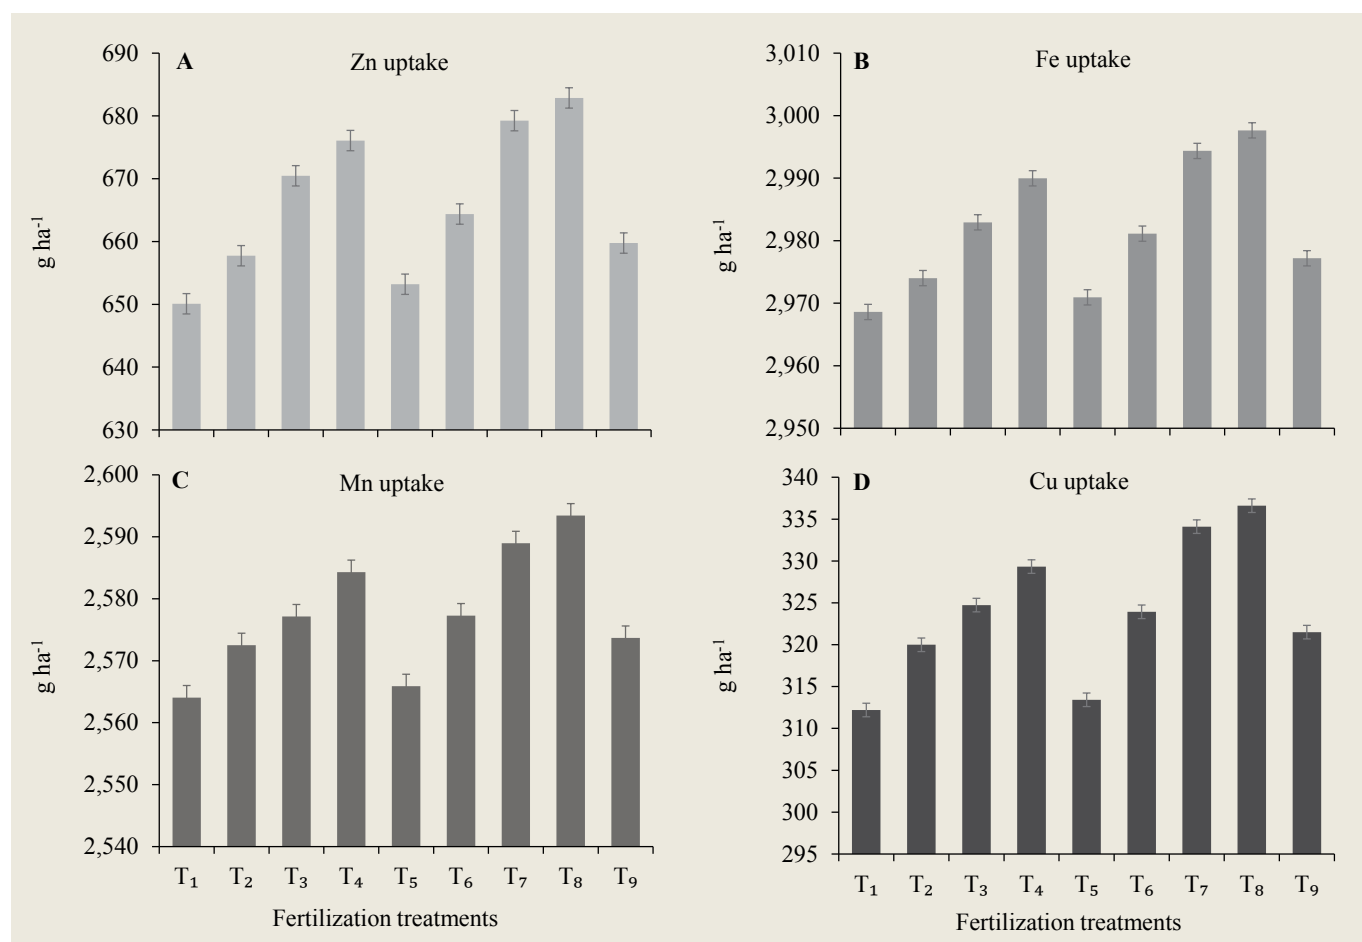 A Zn uptake
690
680
670
660
650
640
630
g ha-1
B Fe uptake
3,010
3,000
2,990
2,980
2,970
2,960
2,950
g ha-1
C Mn uptake
2,600
2,590
2,580
2,570
2,560
2,550
2,540
g ha-1
T₁ T₂ T₃ T₄ T₅ T₆ T₇ T₈ T₉
Fertilization treatments
D Cu uptake
340
335
330
325
320
315
310
305
300
295
g ha-1
T₁ T₂ T₃ T₄ T₅ T₆ T₇ T₈ T₉
Fertilization treatments